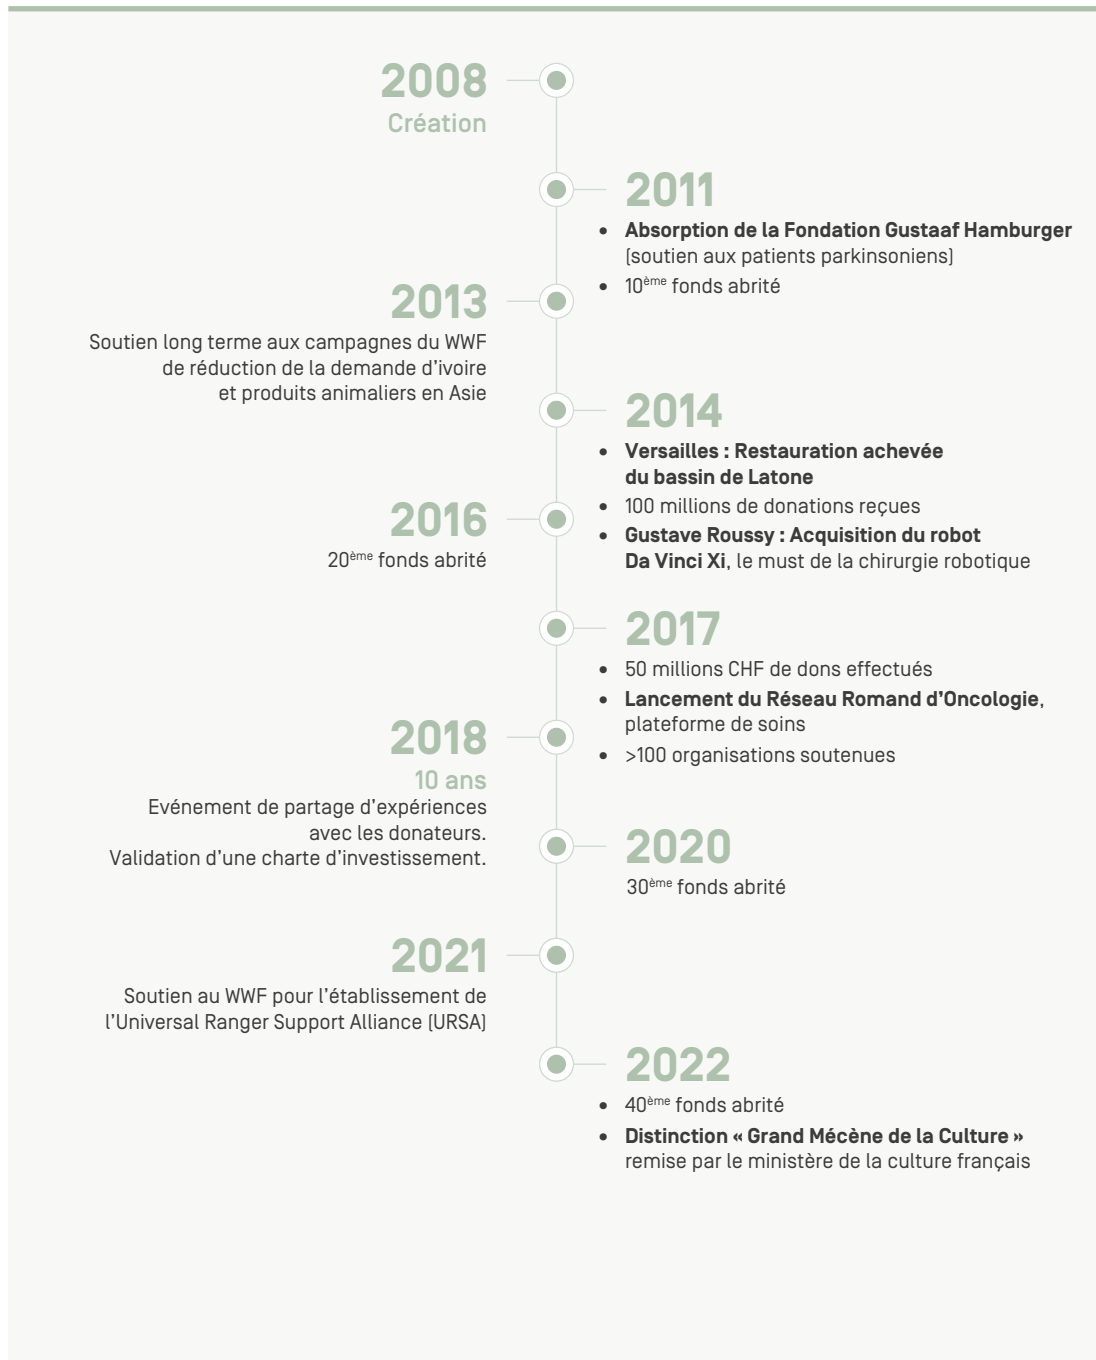 2008
Création
2011
• Absorption de la Fondation Gustaaf Hamburger
(soutien aux patients parkinsoniens)
• 10ème fonds abrité
2013
Soutien long terme aux campagnes du WWF
de réduction de la demande d'ivoire
et produits animaliers en Asie
2014
• Versailles : Restauration achevée
du bassin de Latone
• 100 millions de donations reçues
• Gustave Roussy : Acquisition du robot
Da Vinci Xi, le must de la chirurgie robotique
2016
20ème fonds abrité
2017
• 50 millions CHF de dons effectués
• Lancement du Réseau Romand d'Oncologie,
plateforme de soins
• >100 organisations soutenues
2018
10 ans
Evénement de partage d'expériences
avec les donateurs.
Validation d'une charte d'investissement.
2020
30ème fonds abrité
2021
Soutien au WWF pour l'établissement de
l'Universal Ranger Support Alliance (URSA)
2022
• 40ème fonds abrité
• Distinction « Grand Mécène de la Culture »
remise par le ministère de la culture français